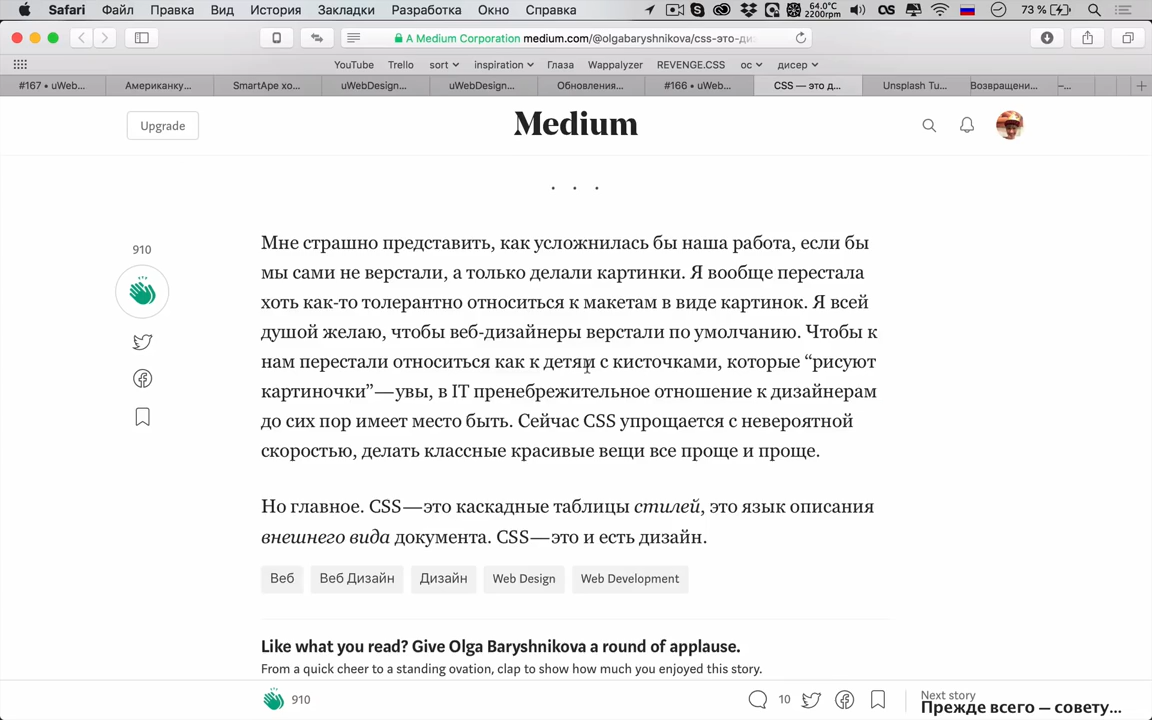 Safari Файл Правка Вид История Закладки Разработка Окно Справка 64.0°C 2200rpm 73 %
A Medium Corporation medium.com/@olgabaryshnikova/css-это-ди
YouTube Trello sort inspiration Глаза Wappalyzer REVENGE.CSS ос дисер
#167 • uWeb... Американку... SmartApe хо... uWebDesign... uWebDesign... Обновления... #166 • uWeb... CSS — это д... Unsplash Tu... Возвращени...
Upgrade Medium
. . .
910
Мне страшно представить, как усложнилась бы наша работа, если бы
мы сами не верстали, а только делали картинки. Я вообще перестала
хоть как-то толерантно относиться к макетам в виде картинок. Я всей
душой желаю, чтобы веб-дизайнеры верстали по умолчанию. Чтобы к
нам перестали относиться как к детям с кисточками, которые “рисуют
картиночки”—увы, в IT пренебрежительное отношение к дизайнерам
до сих пор имеет место быть. Сейчас CSS упрощается с невероятной
скоростью, делать классные красивые вещи все проще и проще.
Но главное. CSS—это каскадные таблицы стилей, это язык описания
внешнего вида документа. CSS—это и есть дизайн.
Веб Веб Дизайн Дизайн Web Design Web Development
Like what you read? Give Olga Baryshnikova a round of applause.
From a quick cheer to a standing ovation, clap to show how much you enjoyed this story.
910 10 Next story
Прежде всего — совету...